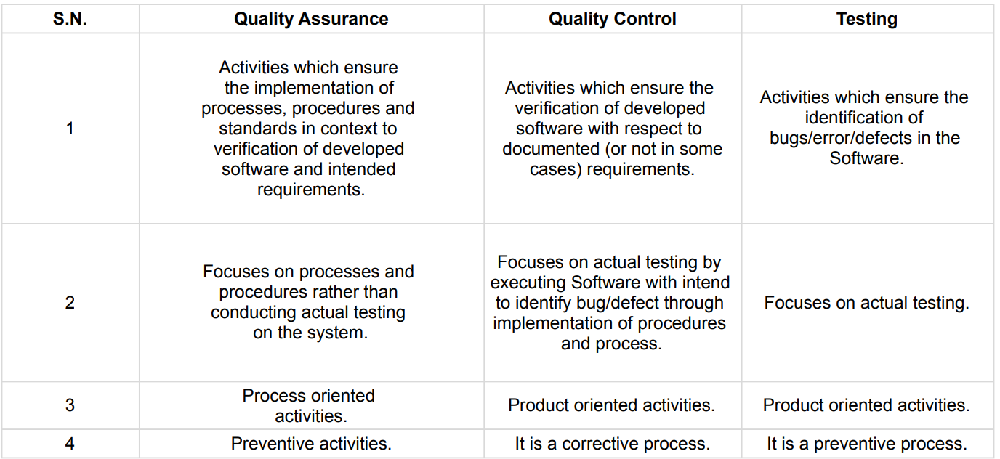 S.N. Quality Assurance Quality Control Testing
1
Activities which ensure
the implementation of
processes, procedures and
standards in context to
verification of developed
software and intended
requirements.
Activities which ensure the
verification of developed
software with respect to
documented (or not in some
cases) requirements.
Activities which ensure the
identification of
bugs/error/defects in the
Software.
2
Focuses on processes and
procedures rather than
conducting actual testing
on the system.
Focuses on actual testing by
executing Software with intend
to identify bug/defect through
implementation of procedures
and process.
Focuses on actual testing.
3
Process oriented
activities.
Product oriented activities.
Product oriented activities.
4
Preventive activities.
It is a corrective process.
It is a preventive process.